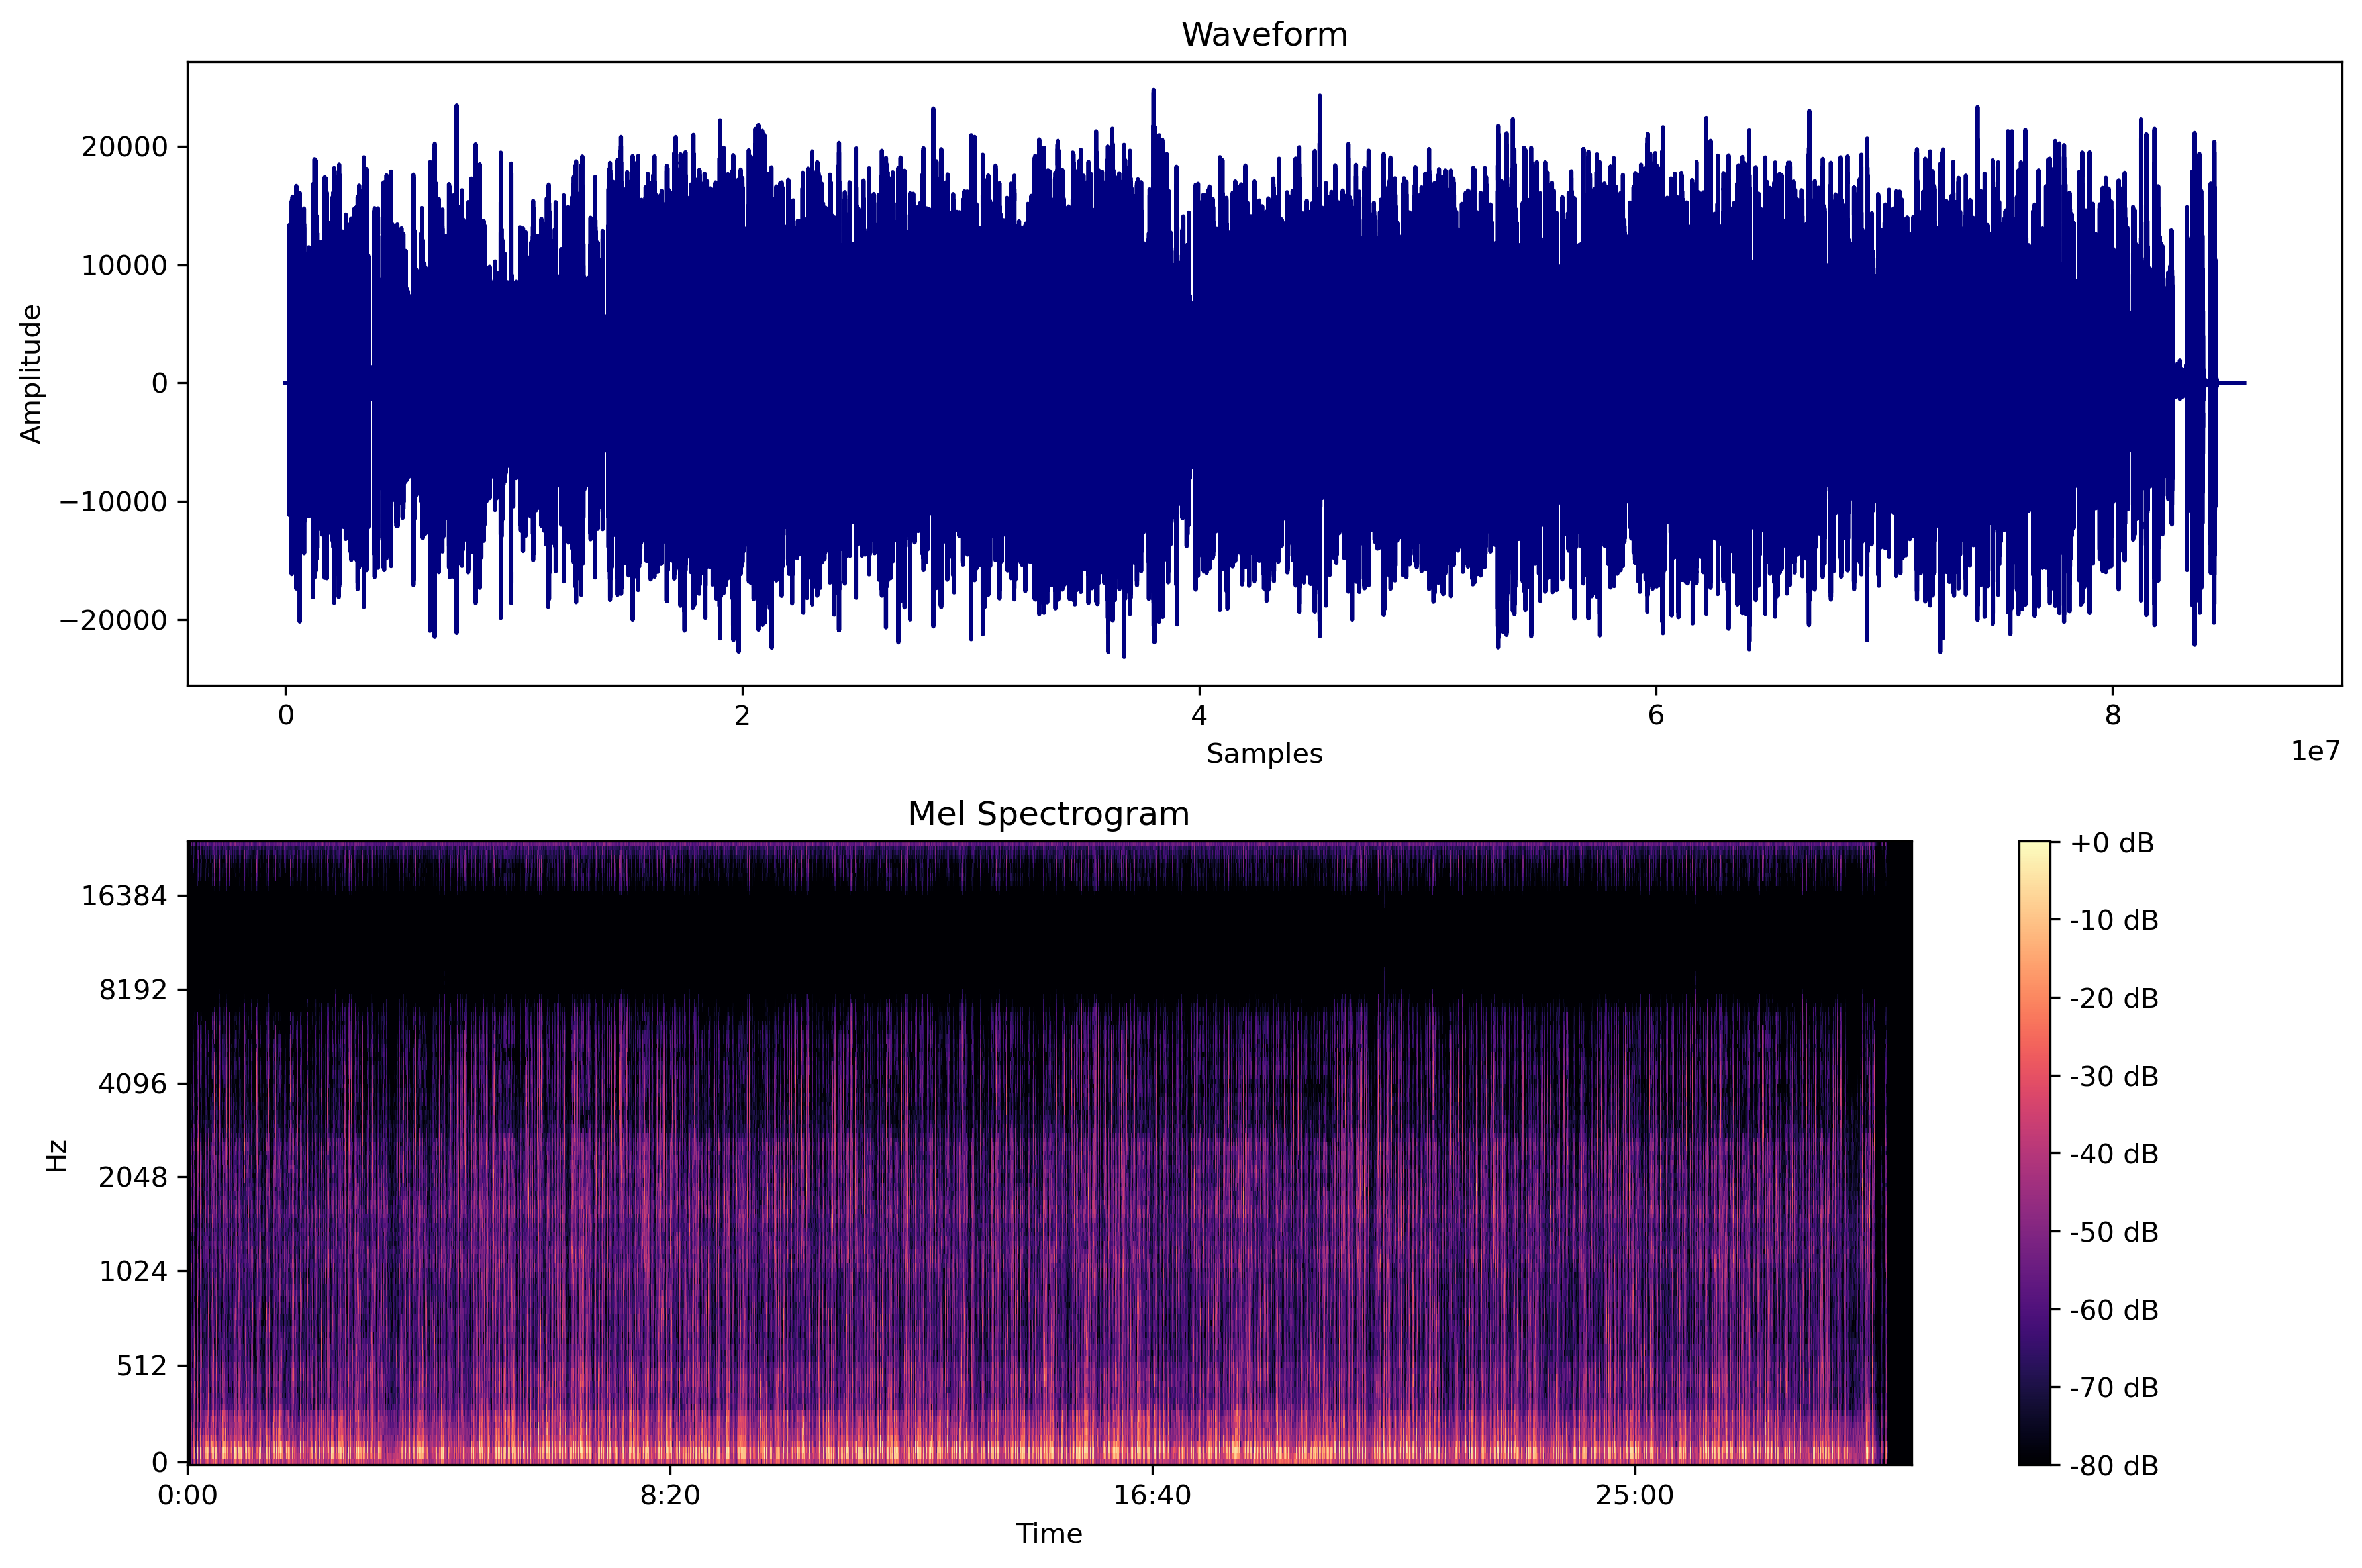 Waveform
20000
10000
0
−10000
−20000
Amplitude
0 2 4 6 8
Samples
1e7
Mel Spectrogram
16384
8192
4096
2048
1024
512
0
Hz
0:00 8:20 16:40 25:00
Time
+0 dB
-10 dB
-20 dB
-30 dB
-40 dB
-50 dB
-60 dB
-70 dB
-80 dB